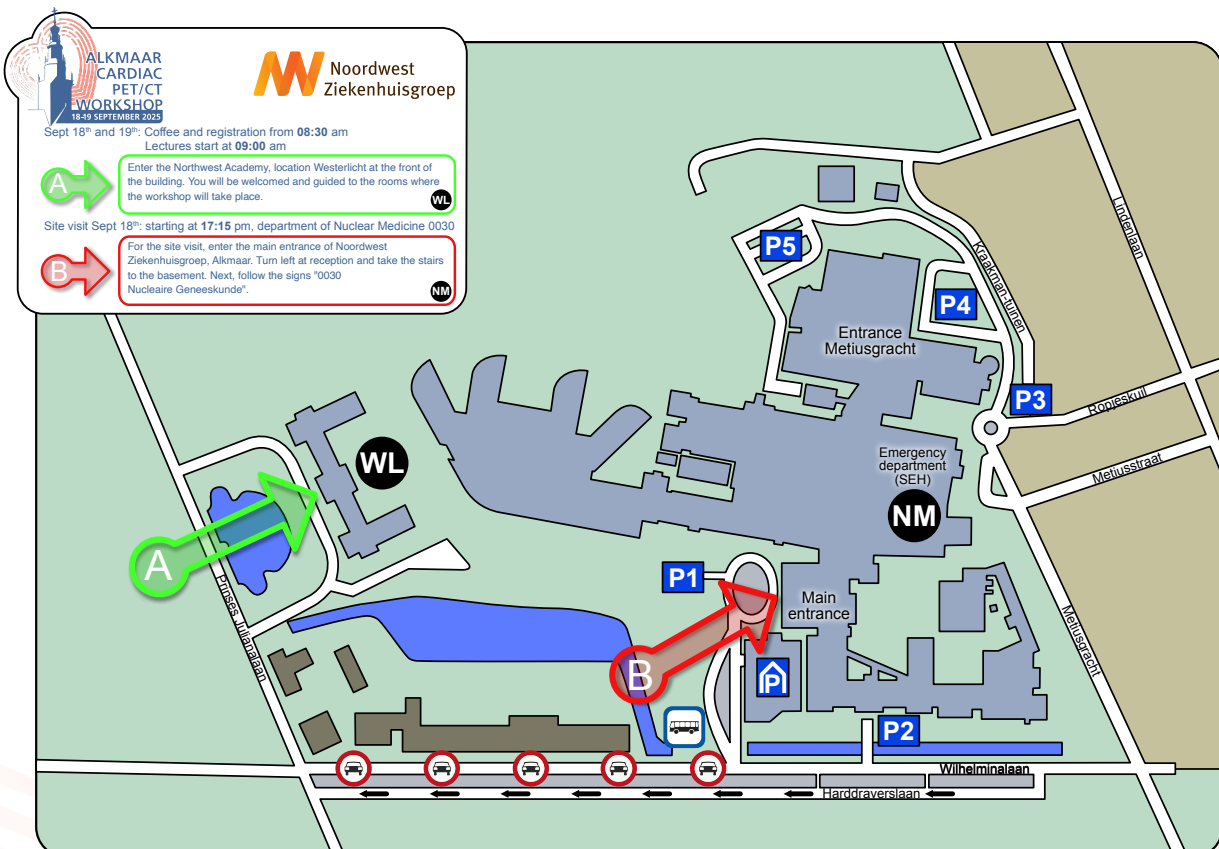 ALKMAAR
CARDIAC
PET/CT
WORKSHOP
18-19 SEPTEMBER 2025
Noordwest
Ziekenhuisgroep
Sept 18th and 19th: Coffee and registration from 08:30 am
Lectures start at 09:00 am
A
Enter the Northwest Academy, location Westerlicht at the front of
the building. You will be welcomed and guided to the rooms where
the workshop will take place.
WL
Site visit Sept 18th: starting at 17:15 pm, department of Nuclear Medicine 0030
B
For the site visit, enter the main entrance of Noordwest
Ziekenhuisgroep, Alkmaar. Turn left at reception and take the stairs
to the basement. Next, follow the signs "0030
Nucleaire Geneeskunde".
NM
Lindenlaan
P5
Kraakman-tuinen
P4
Entrance
Metiusgracht
P3
Ropjeskuil
Emergency
department
(SEH)
Metiusstraat
WL
NM
A
P1
Prinses Julianalaan
Main
entrance
Metiusgracht
B
P
P2
Wilhelminalaan
Harddraverslaan